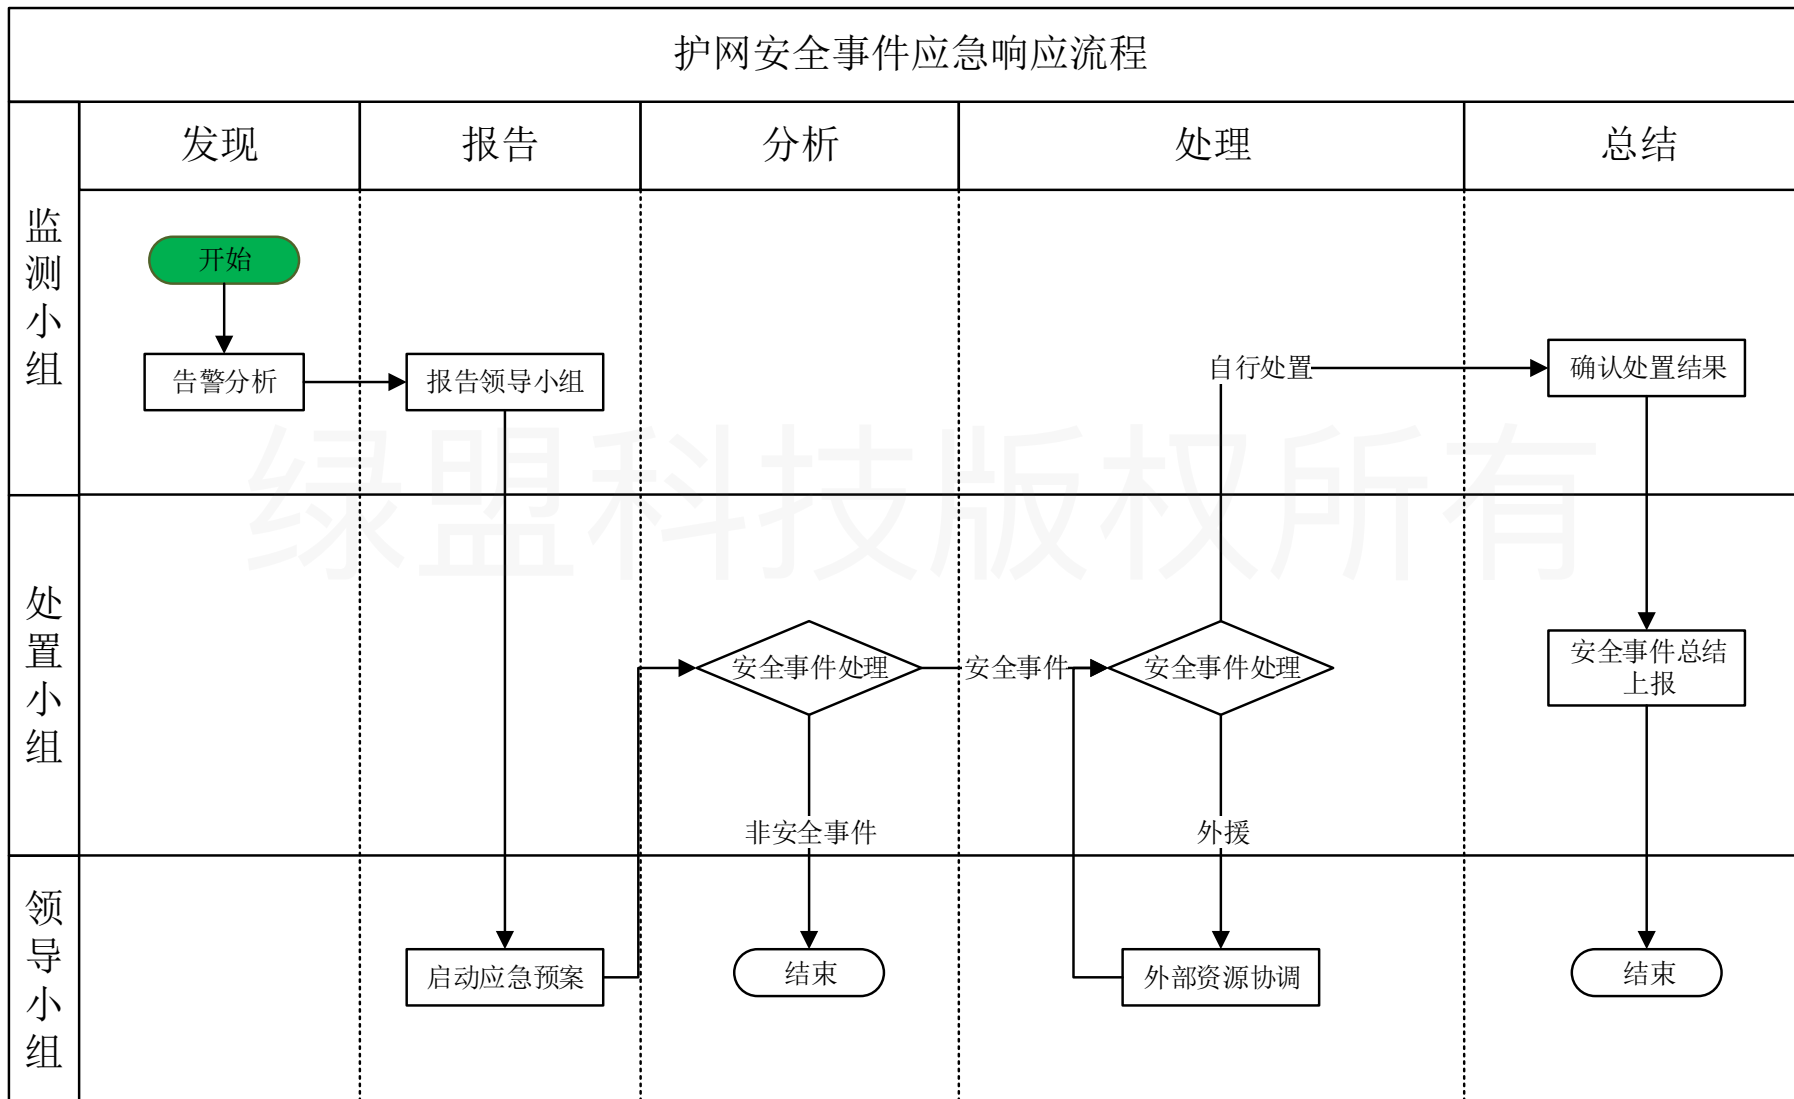 护网安全事件应急响应流程
发现
报告
分析
处理
总结
监测小组
开始
告警分析
报告领导小组
自行处置
确认处置结果
绿盟科技版权所有
处置小组
安全事件处理
安全事件
安全事件处理
安全事件总结
上报
非安全事件
外援
领导小组
启动应急预案
结束
外部资源协调
结束